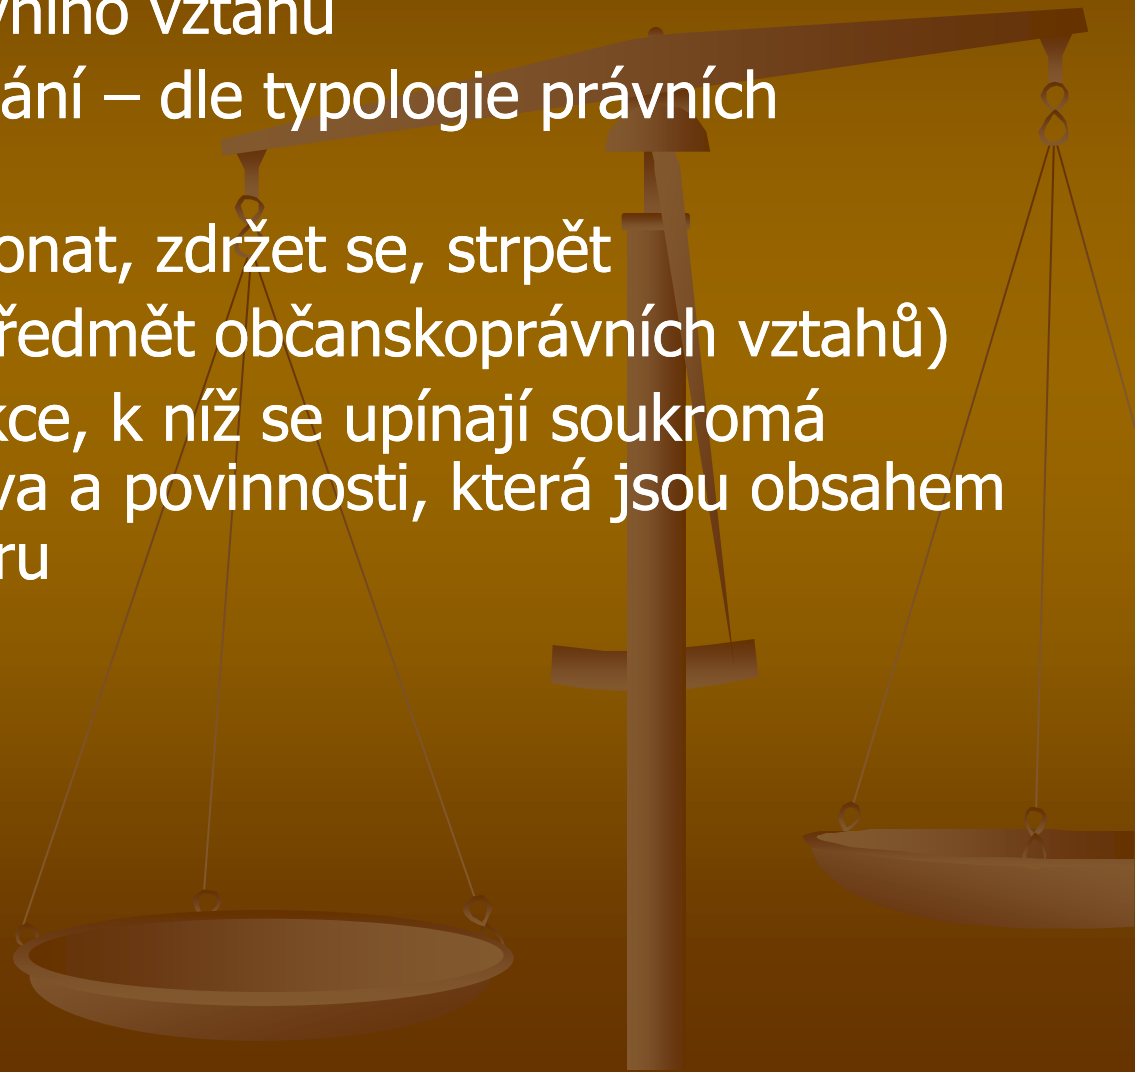 vního vztahu
ání – dle typologie právních
onat, zdržet se, strpět
ředmět občanskoprávních vztahů)
kce, k níž se upínají soukromá
va a povinnosti, která jsou obsahem
ru